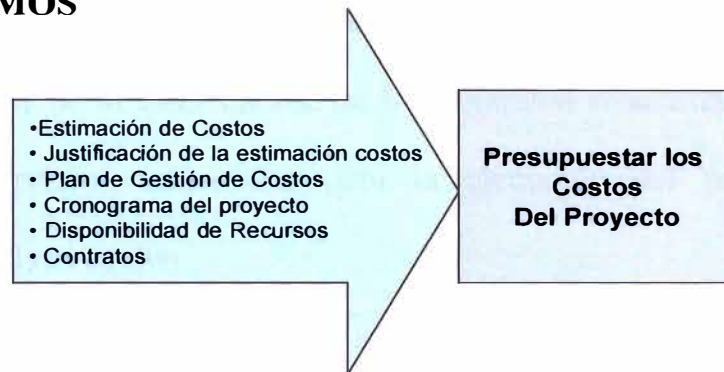 •Estimación de Costos
• Justificación de la estimación costos
• Plan de Gestión de Costos
• Cronograma del proyecto
• Disponibilidad de Recursos
• Contratos
Presupuestar los
Costos
Del Proyecto